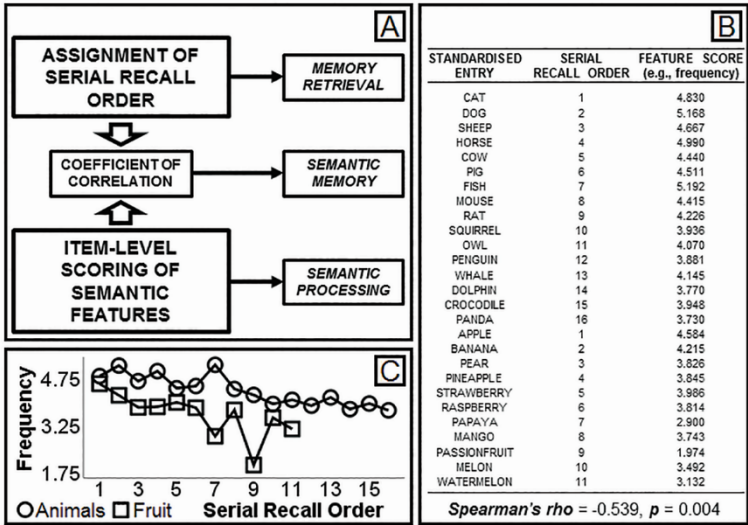 A
ASSIGNMENT OF
SERIAL RECALL
ORDER
MEMORY
RETRIEVAL
COEFFICIENT OF
CORRELATION
SEMANTIC
MEMORY
ITEM-LEVEL
SCORING OF
SEMANTIC
FEATURES
SEMANTIC
PROCESSING
B
STANDARDISED ENTRY SERIAL RECALL ORDER FEATURE SCORE (e.g., frequency)
CAT 1 4.830
DOG 2 5.168
SHEEP 3 4.667
HORSE 4 4.990
COW 5 4.440
PIG 6 4.511
FISH 7 5.192
MOUSE 8 4.415
RAT 9 4.226
SQUIRREL 10 3.936
OWL 11 4.070
PENGUIN 12 3.881
WHALE 13 4.145
DOLPHIN 14 3.770
CROCODILE 15 3.948
PANDA 16 3.730
APPLE 1 4.584
BANANA 2 4.215
PEAR 3 3.826
PINEAPPLE 4 3.845
STRAWBERRY 5 3.986
RASPBERRY 6 3.814
PAPAYA 7 2.900
MANGO 8 3.743
PASSIONFRUIT 9 1.974
MELON 10 3.492
WATERMELON 11 3.132
Spearman's rho = -0.539, p = 0.004
C
Frequency
4.75
3.25
1.75
1 3 5 7 9 11 13 15
Animals Fruit Serial Recall Order